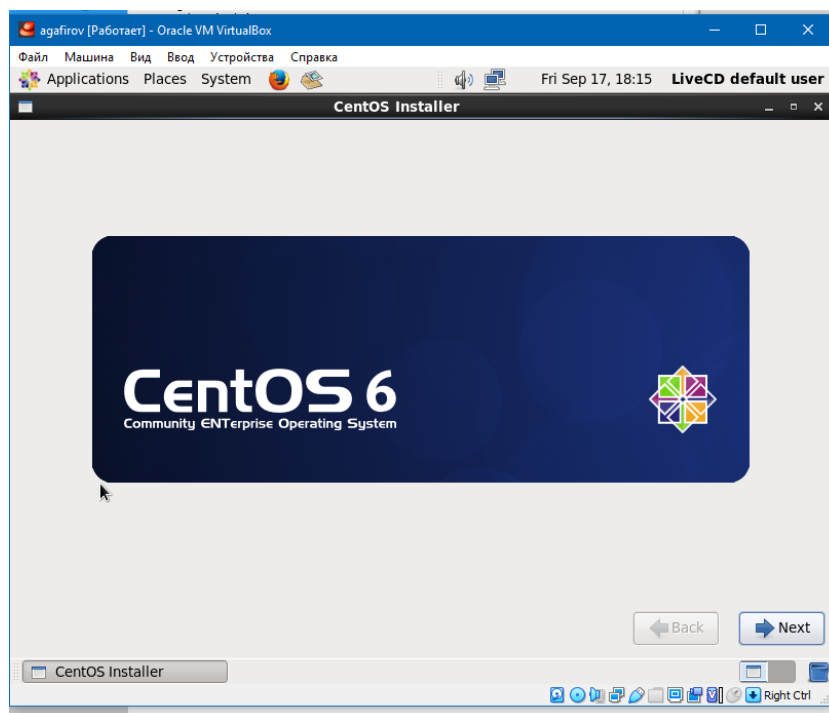 agafirov [Работает] - Oracle VM VirtualBox
Файл Машина Вид Ввод Устройства Справка
Applications Places System Fri Sep 17, 18:15 LiveCD default user
CentOS Installer
CentOS 6
Community ENTerprise Operating System
Back Next
CentOS Installer
Right Ctrl